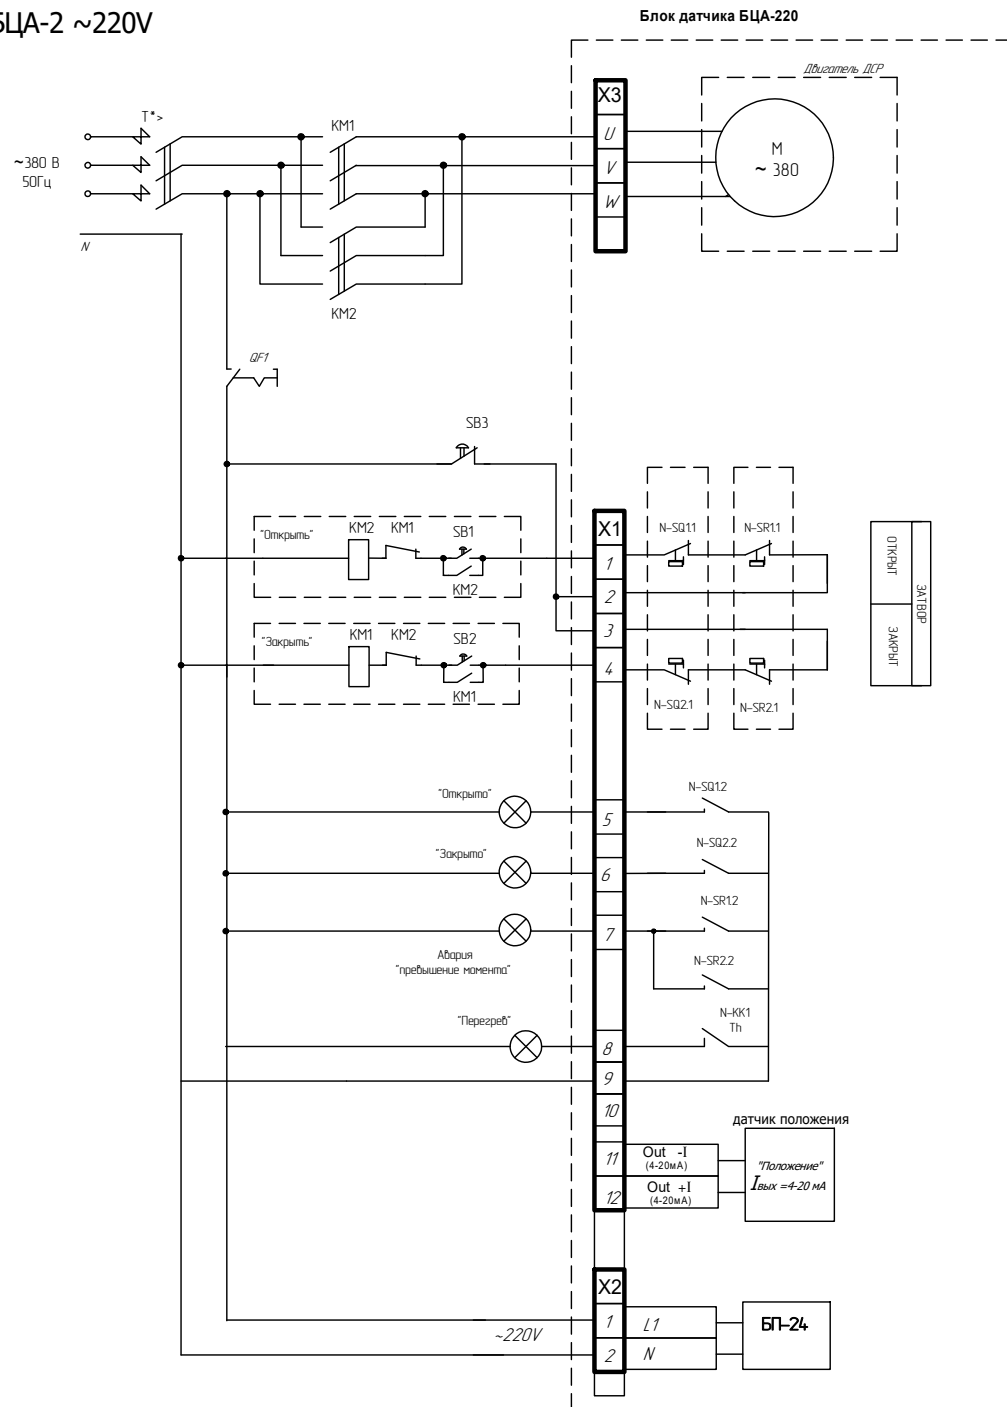 БЦА-2 ~220V
Блок датчика БЦА-220
Двигатель ДСР
X3
T*>
KM1
U
V
W
M
~ 380
~380 В
50Гц
N
KM2
QF1
SB3
"Открыть"
KM2
KM1
SB1
KM2
X1
1
2
3
4
N-SQ1.1
N-SR1.1
ОТКРЫТ
ЗАКРЫТ
ЗАТВОР
"Закрыть"
KM1
KM2
SB2
KM1
N-SQ2.1
N-SR2.1
"Открыто"
5
N-SQ1.2
"Закрыто"
6
N-SQ2.2
7
N-SR1.2
Авария
"превышение момента"
N-SR2.2
"Перегрев"
8
N-KK1
Th
9
10
датчик положения
11
Out -I
(4-20мА)
12
Out +I
(4-20мА)
"Положение"
Iвых =4-20 мА
X2
1
L1
БП-24
~220V
2
N